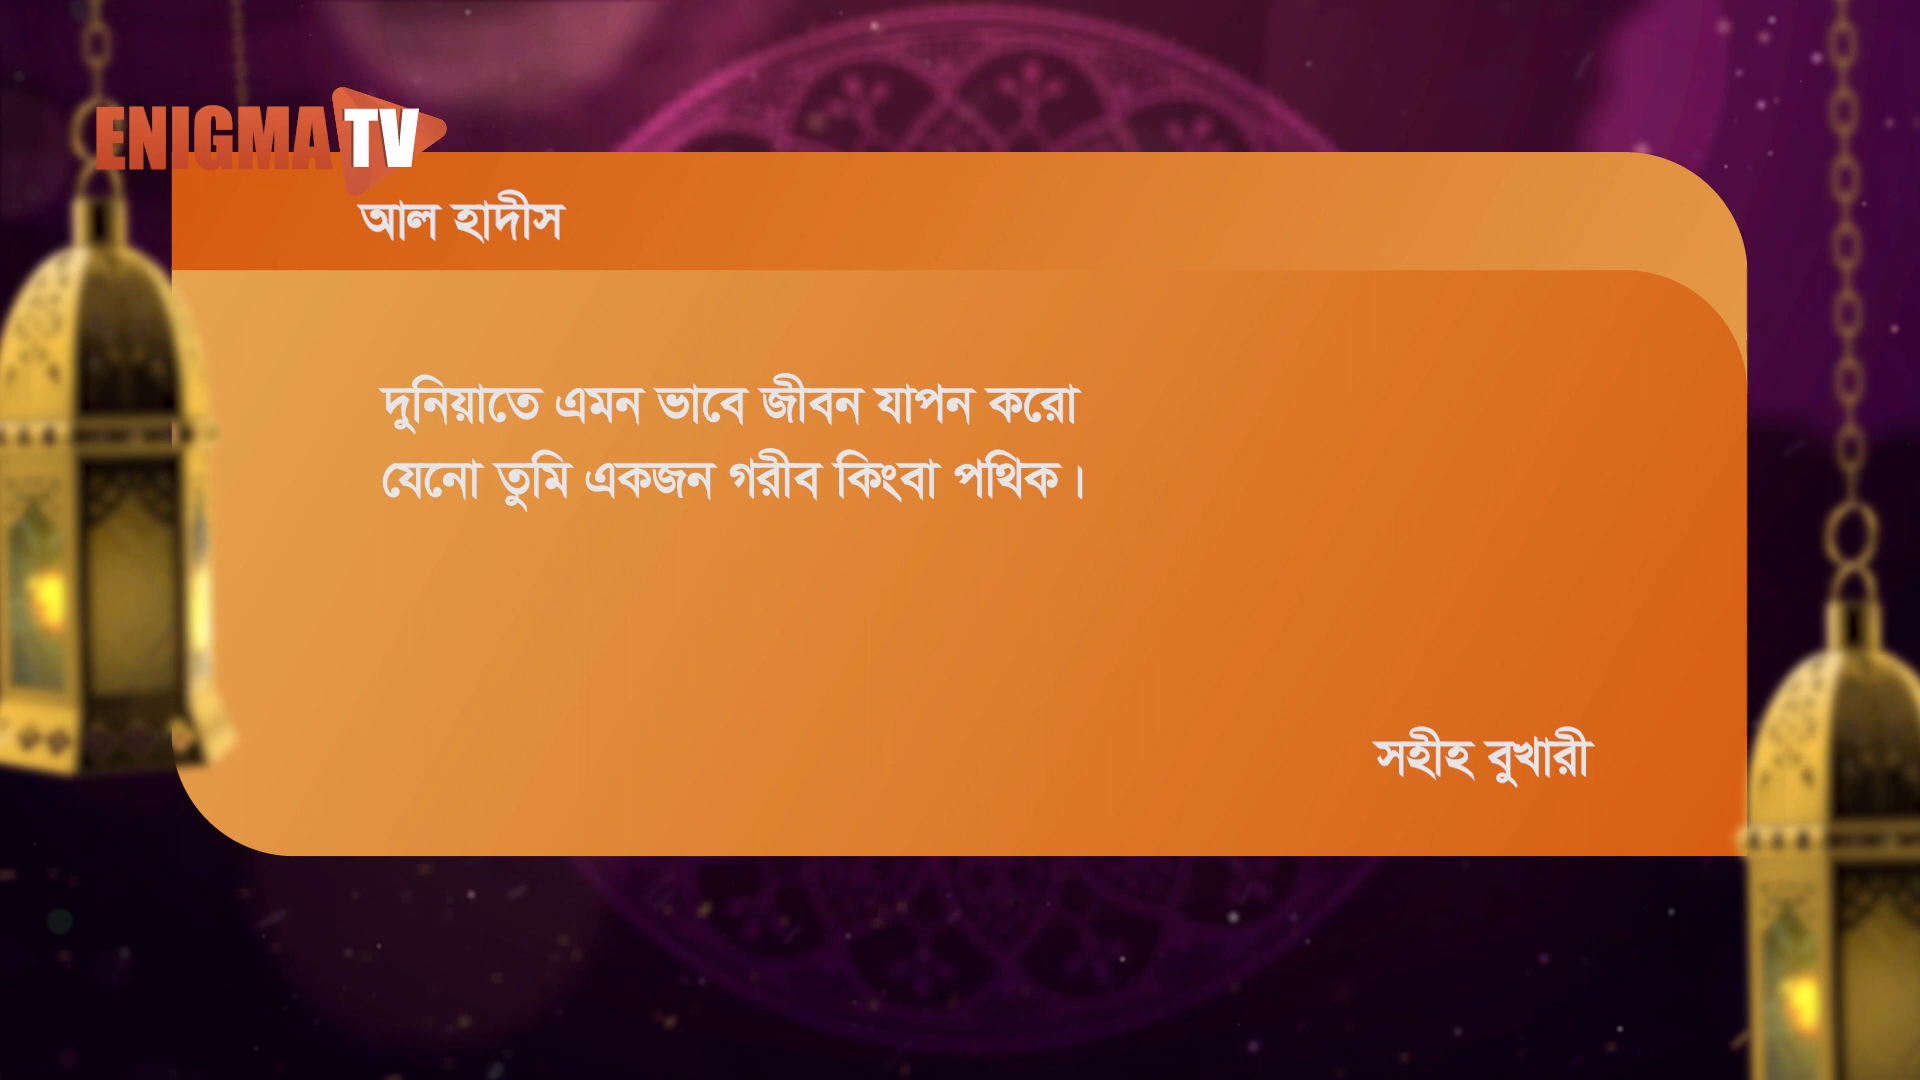 ENIGMA TV
আল হাদীস
দুনিয়াতে এমন ভাবে জীবন যাপন করো
যেনো তুমি একজন গরীব কিংবা পথিক।
সহীহ বুখারী